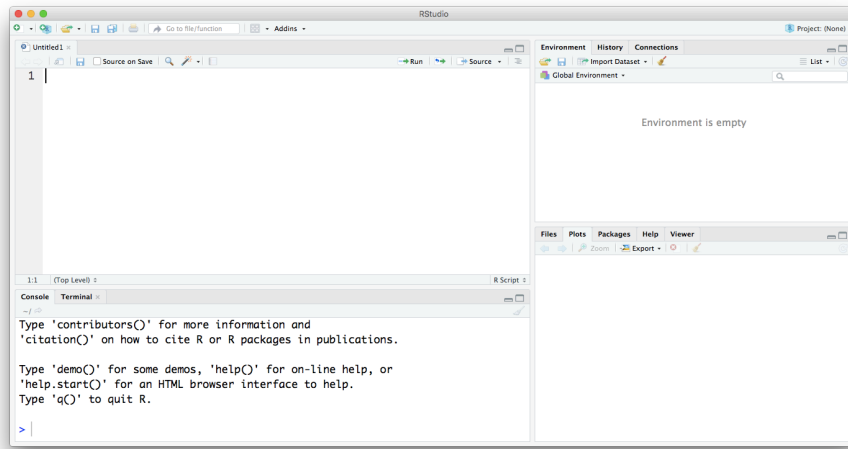 RStudio
Go to file/function
Addins
Project: (None)
Untitled1
Source on Save
Run
Source
1
1:1
(Top Level)
R Script
Console
Terminal
~/
Type 'contributors()' for more information and
'citation()' on how to cite R or R packages in publications.
Type 'demo()' for some demos, 'help()' for on-line help, or
'help.start()' for an HTML browser interface to help.
Type 'q()' to quit R.
>
Environment
History
Connections
Import Dataset
List
Global Environment
Environment is empty
Files
Plots
Packages
Help
Viewer
Zoom
Export